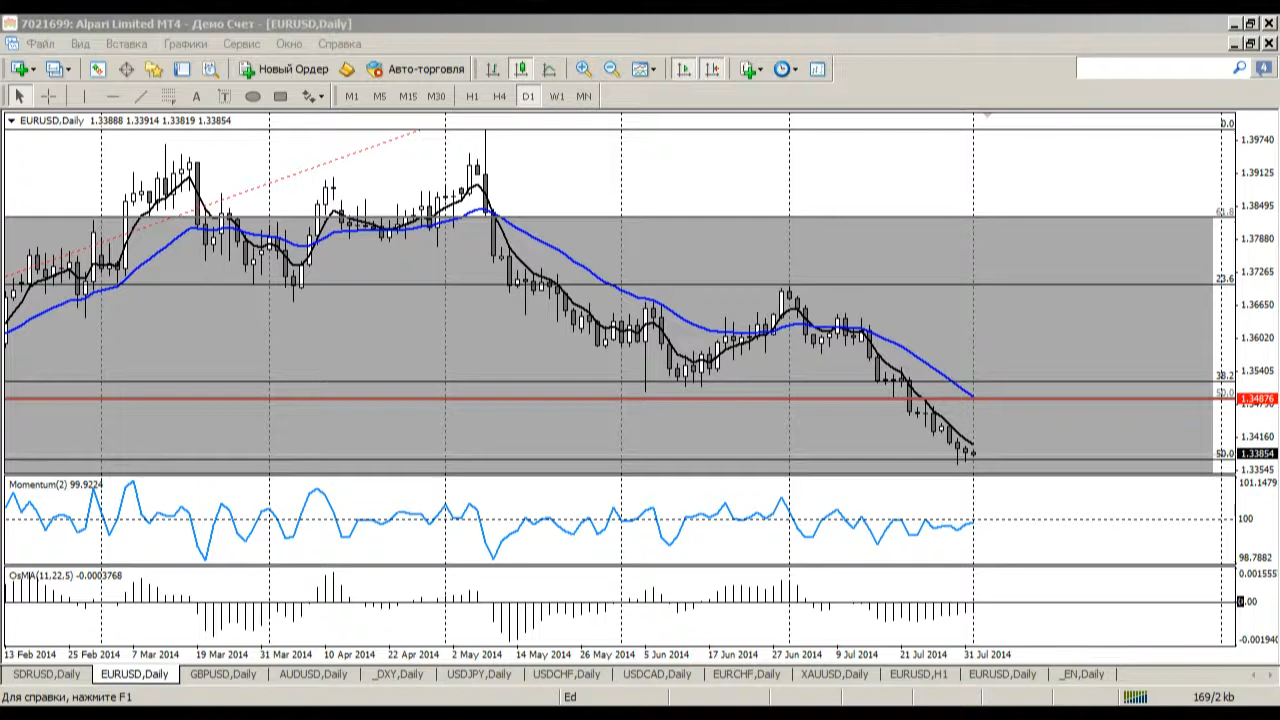 7021699: Alpari Limited MT4 - Демо Счет - [EURUSD,Daily]
Файл Вид Вставка Графики Сервис Окно Справка
Новый Ордер Авто-торговля 4
A T M1 M5 M15 M30 H1 H4 D1 W1 MN
EURUSD,Daily 1.33888 1.33914 1.33819 1.33854
0.0
1.39740
1.39125
1.38495
61.8
1.37880
1.37265
23.6
1.36650
1.36020
1.35405
38.2
50.0
1.34876
1.34160
50.0
1.33854
1.33545
Momentum(2) 99.9224
101.1479
100
98.7882
OsMA(11,22,5) -0.0003768
0.001555
0.00
-0.001940
13 Feb 2014 25 Feb 2014 7 Mar 2014 19 Mar 2014 31 Mar 2014 10 Apr 2014 22 Apr 2014 2 May 2014 14 May 2014 26 May 2014 5 Jun 2014 17 Jun 2014 27 Jun 2014 9 Jul 2014 21 Jul 2014 31 Jul 2014
SDRUSD,Daily EURUSD,Daily GBPUSD,Daily AUDUSD,Daily _DXY,Daily USDJPY,Daily USDCHF,Daily USDCAD,Daily EURCHF,Daily XAUUSD,Daily EURUSD,H1 EURUSD,Daily _EN,Daily
Для справки, нажмите F1 Ed 169/2 kb